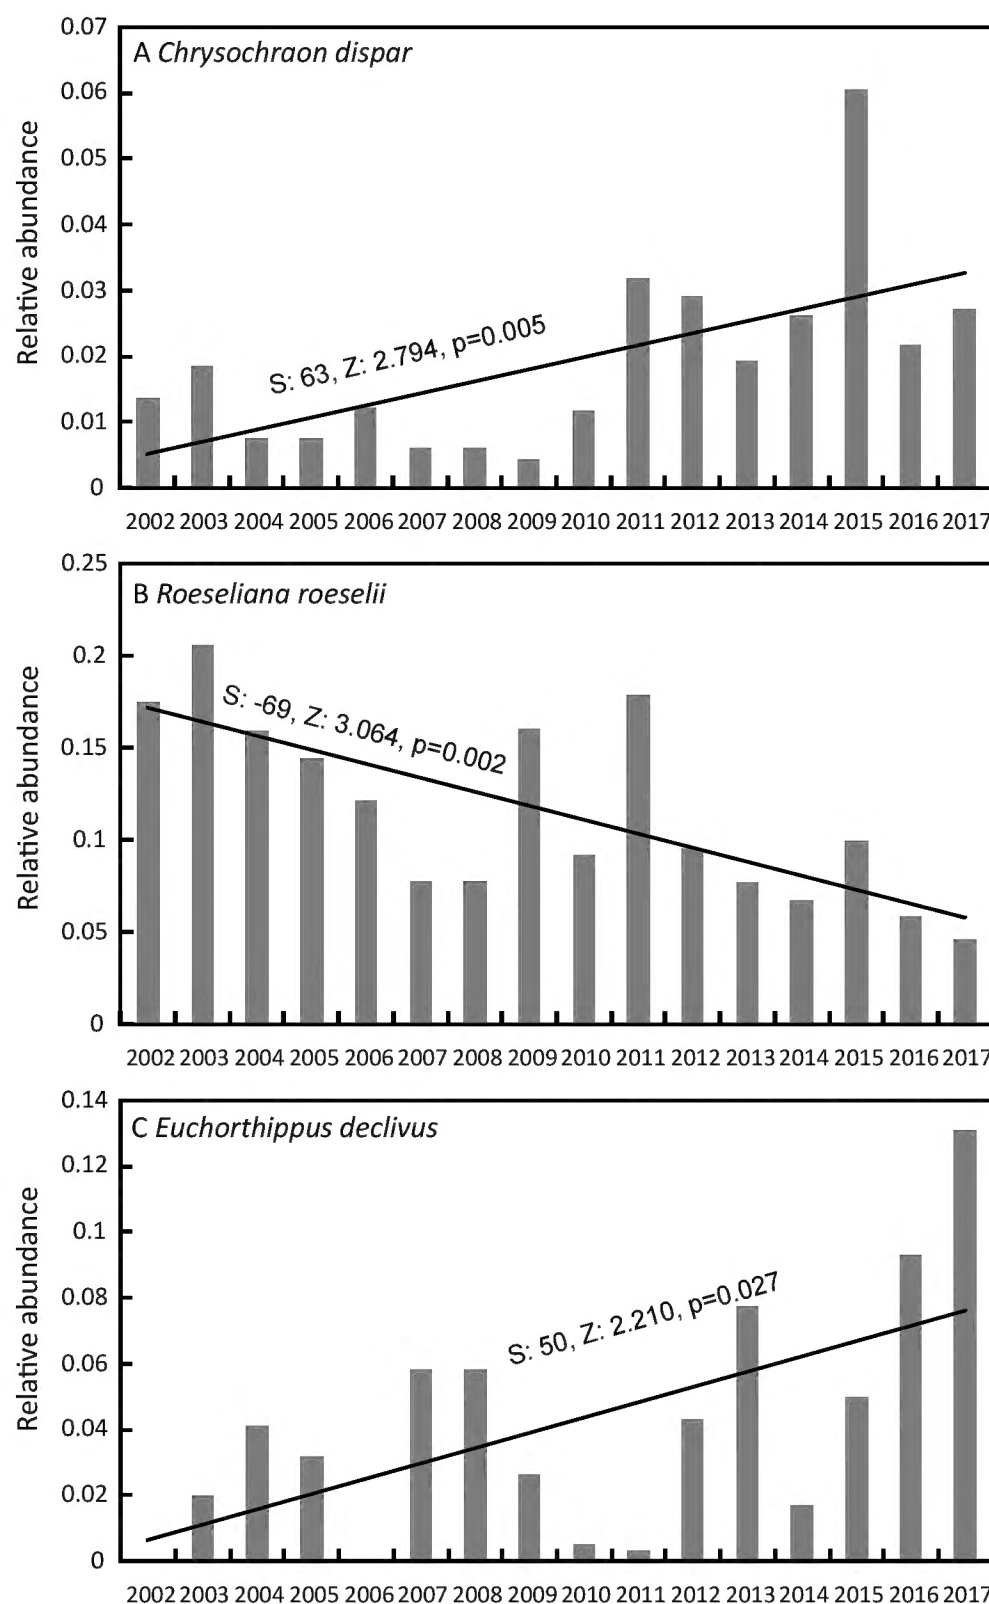 A Chrysochraon dispar
Relative abundance
0.07
0.06
0.05
0.04
0.03
0.02
0.01
0
S: 63, Z: 2.794, p=0.005
2002 2003 2004 2005 2006 2007 2008 2009 2010 2011 2012 2013 2014 2015 2016 2017
B Roeseliana roeselii
Relative abundance
0.25
0.2
0.15
0.1
0.05
0
S: -69, Z: 3.064, p=0.002
2002 2003 2004 2005 2006 2007 2008 2009 2010 2011 2012 2013 2014 2015 2016 2017
C Euchorthippus declivus
Relative abundance
0.14
0.12
0.1
0.08
0.06
0.04
0.02
0
S: 50, Z: 2.210, p=0.027
2002 2003 2004 2005 2006 2007 2008 2009 2010 2011 2012 2013 2014 2015 2016 2017